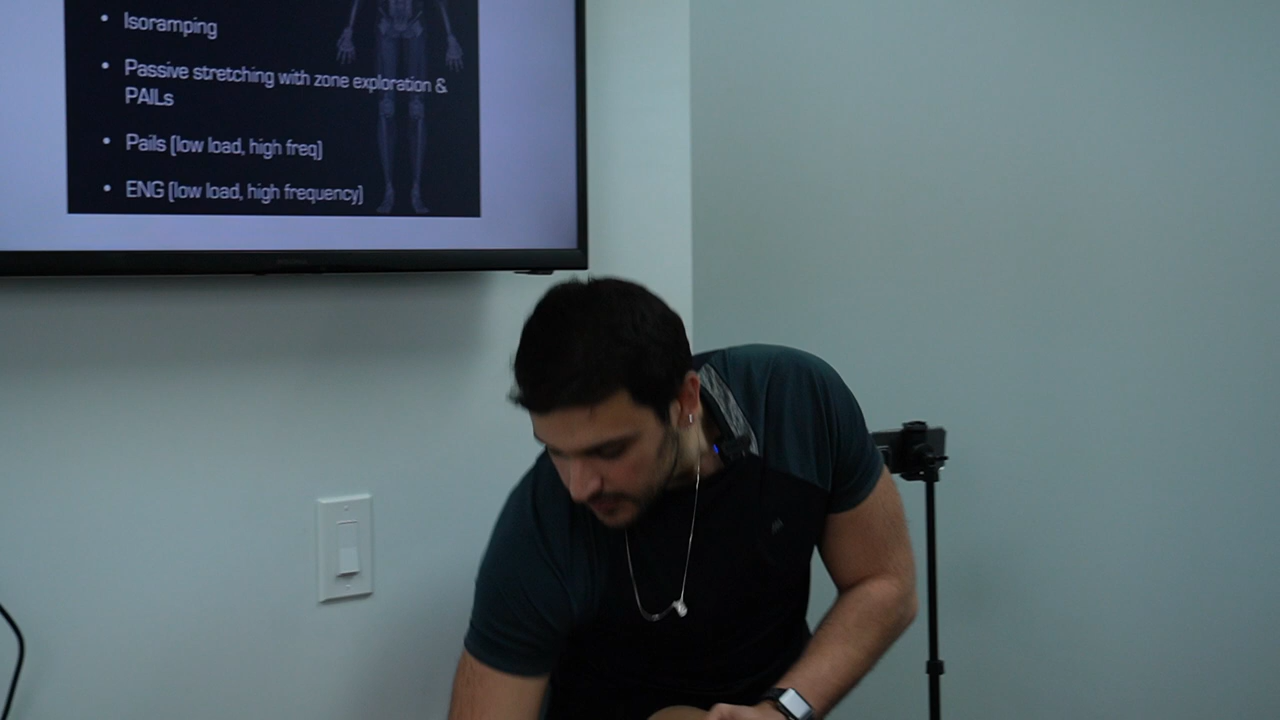 • Isoramping
• Passive stretching with zone exploration &
PAILs
• Pails (low load, high freq)
• ENG (low load, high frequency)